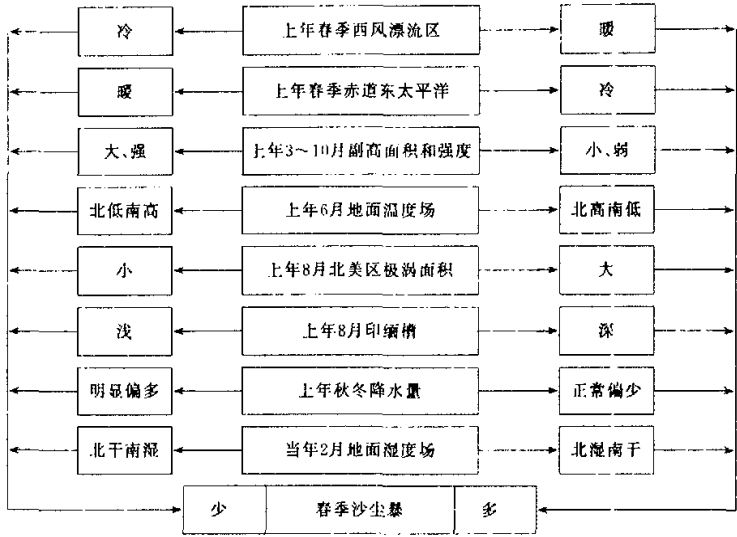 冷 上年春季西风漂流区 暖
暖 上年春季赤道东太平洋 冷
大、强 上年3～10月副高面积和强度 小、弱
北低南高 上年6月地面温度场 北高南低
小 上年8月北美区极涡面积 大
浅 上年8月印缅槽 深
明显偏多 上年秋冬降水量 正常偏少
北干南湿 当年2月地面湿度场 北湿南干
少 春季沙尘暴 多